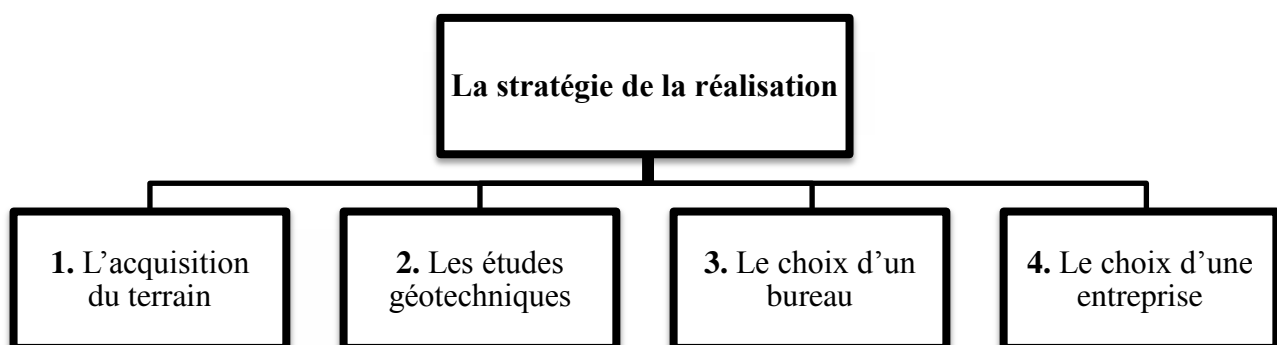 La stratégie de la réalisation
1. L’acquisition
du terrain
2. Les études
géotechniques
3. Le choix d’un
bureau
4. Le choix d’une
entreprise